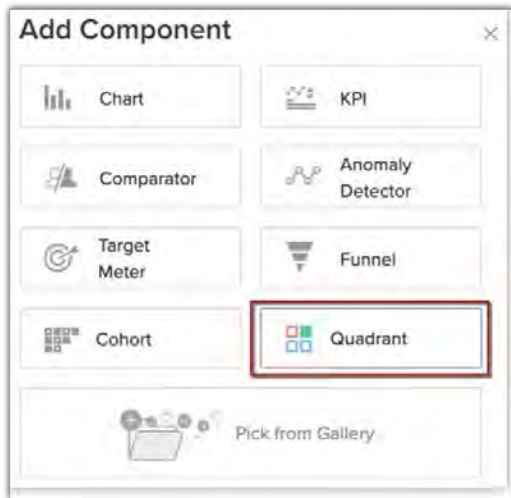 Add Component
Chart
KPI
Comparator
Anomaly
Detector
Target
Meter
Funnel
Cohort
Quadrant
Pick from Gallery